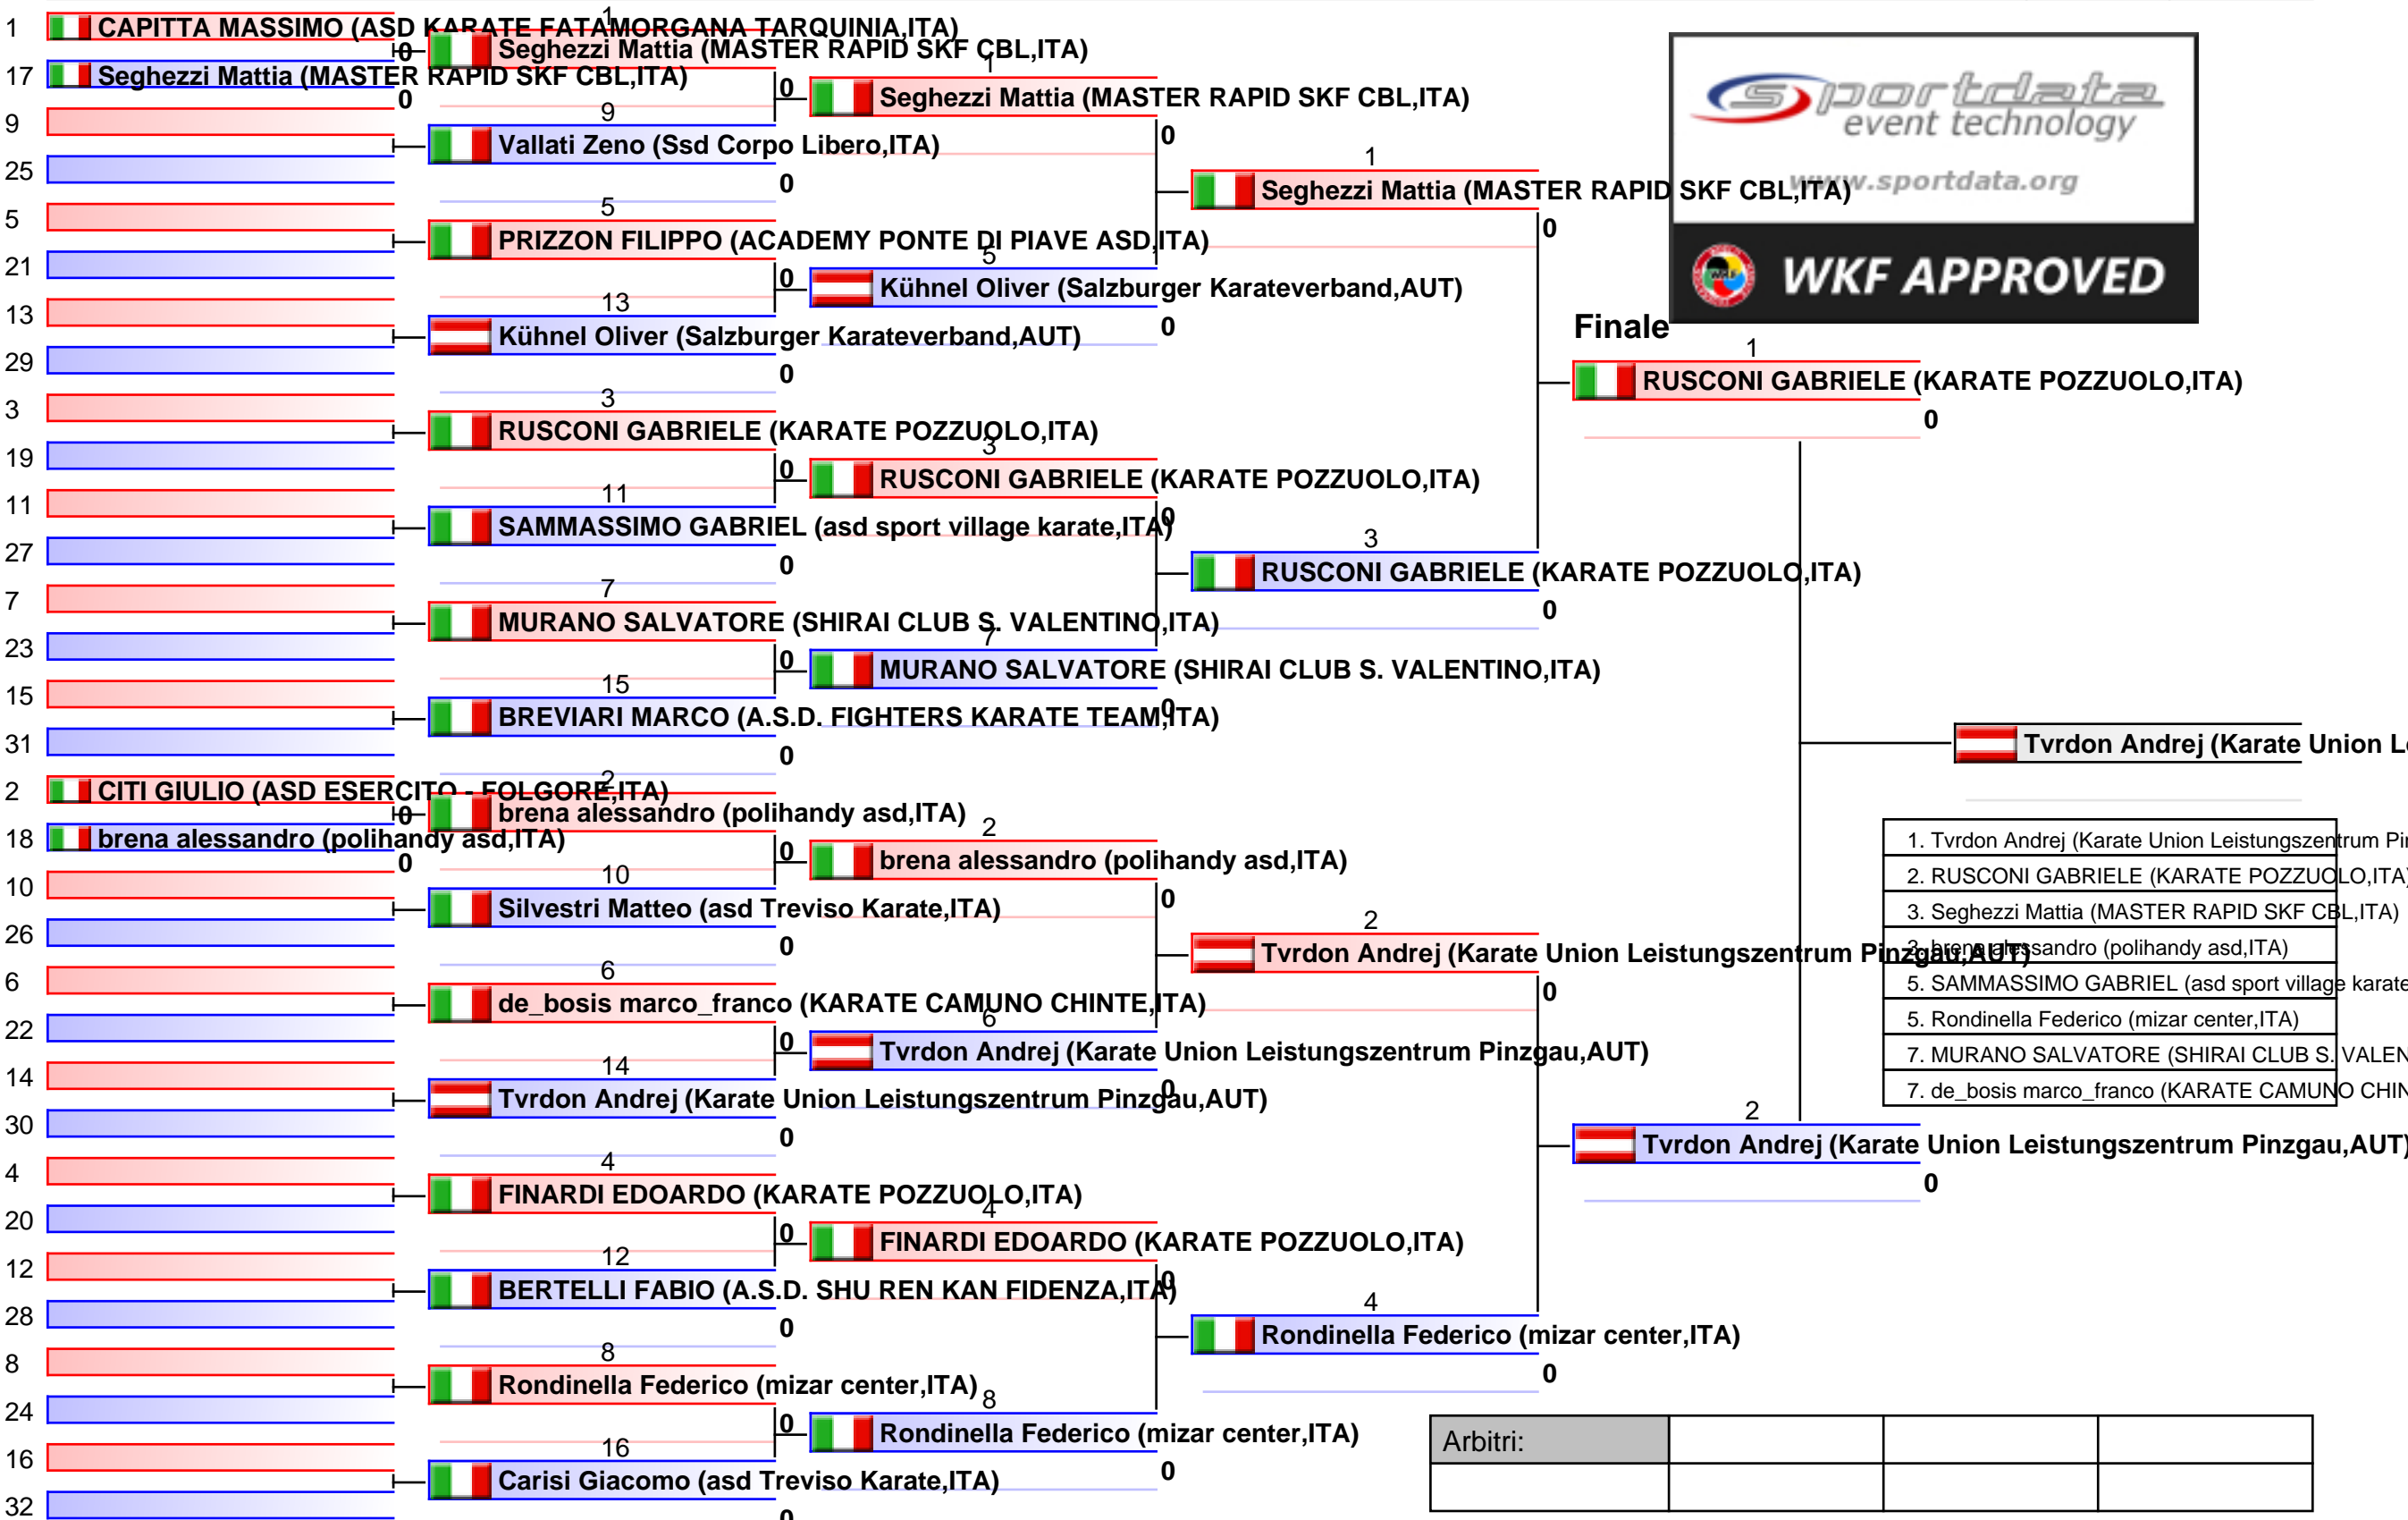 1 CAPITTA MASSIMO (ASD KARATE FATAMORGANA TARQUINIA,ITA)
0
17 Seghezzi Mattia (MASTER RAPID SKF CBL,ITA)
0
9
25
5
21
13
29
3
19
11
27
7
23
15
31
2 CITI GIULIO (ASD ESERCITO - FOLGORE,ITA)
0
18 brena alessandro (polihandy asd,ITA)
0
10
26
6
22
14
30
4
20
12
28
8
24
16
32
1
Seghezzi Mattia (MASTER RAPID SKF CBL,ITA)
0
9
Vallati Zeno (Ssd Corpo Libero,ITA)
0
5
PRIZZON FILIPPO (ACADEMY PONTE DI PIAVE ASD,ITA)
0
13
Kühnel Oliver (Salzburger Karateverband,AUT)
0
3
RUSCONI GABRIELE (KARATE POZZUOLO,ITA)
0
11
SAMMASSIMO GABRIEL (asd sport village karate,ITA)
0
7
MURANO SALVATORE (SHIRAI CLUB S. VALENTINO,ITA)
0
15
BREVIARI MARCO (A.S.D. FIGHTERS KARATE TEAM,ITA)
0
2
brena alessandro (polihandy asd,ITA)
0
10
Silvestri Matteo (asd Treviso Karate,ITA)
0
6
de_bosis marco_franco (KARATE CAMUNO CHINTE,ITA)
0
14
Tvrdon Andrej (Karate Union Leistungszentrum Pinzgau,AUT)
0
4
FINARDI EDOARDO (KARATE POZZUOLO,ITA)
0
12
BERTELLI FABIO (A.S.D. SHU REN KAN FIDENZA,ITA)
0
8
Rondinella Federico (mizar center,ITA)
0
16
Carisi Giacomo (asd Treviso Karate,ITA)
0
1
Seghezzi Mattia (MASTER RAPID SKF CBL,ITA)
0
5
Kühnel Oliver (Salzburger Karateverband,AUT)
0
3
RUSCONI GABRIELE (KARATE POZZUOLO,ITA)
0
7
MURANO SALVATORE (SHIRAI CLUB S. VALENTINO,ITA)
0
2
brena alessandro (polihandy asd,ITA)
0
6
Tvrdon Andrej (Karate Union Leistungszentrum Pinzgau,AUT)
0
4
FINARDI EDOARDO (KARATE POZZUOLO,ITA)
0
8
Rondinella Federico (mizar center,ITA)
0
1
Seghezzi Mattia (MASTER RAPID SKF CBL,ITA)
0
3
RUSCONI GABRIELE (KARATE POZZUOLO,ITA)
0
2
Tvrdon Andrej (Karate Union Leistungszentrum Pinzgau,AUT)
0
4
Rondinella Federico (mizar center,ITA)
0
sportdata
event technology
www.sportdata.org
WKF APPROVED
Finale
1
RUSCONI GABRIELE (KARATE POZZUOLO,ITA)
0
2
Tvrdon Andrej (Karate Union Leistungszentrum Pinzgau,AUT)
0
Tvrdon Andrej (Karate Union Le
1. Tvrdon Andrej (Karate Union Leistungszentrum Pin
2. RUSCONI GABRIELE (KARATE POZZUOLO,ITA)
3. Seghezzi Mattia (MASTER RAPID SKF CBL,ITA)
3. brena alessandro (polihandy asd,ITA)
5. SAMMASSIMO GABRIEL (asd sport village karate
5. Rondinella Federico (mizar center,ITA)
7. MURANO SALVATORE (SHIRAI CLUB S. VALEN
7. de_bosis marco_franco (KARATE CAMUNO CHIN
Arbitri: